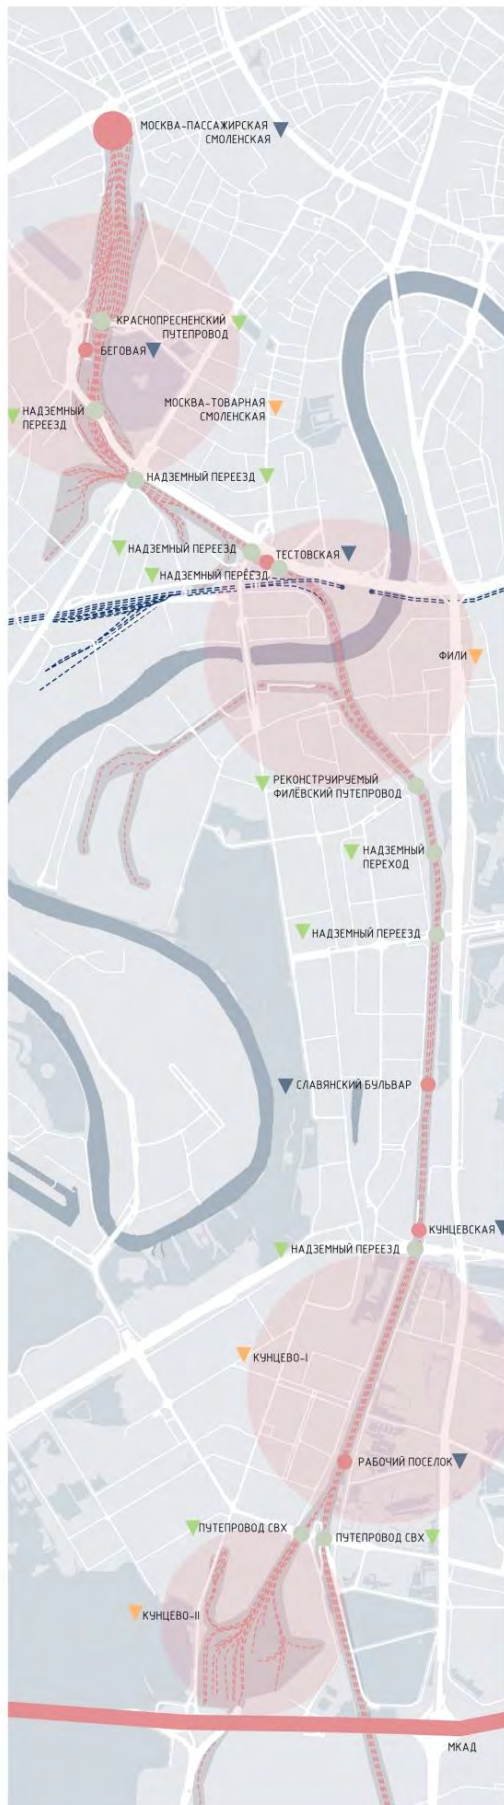 МОСКВА-ПАССАЖИРСКАЯ
СМОЛЕНСКАЯ
КРАСНОПРЕСНЕНСКИЙ
ПУТЕПРОВОД
БЕГОВАЯ
МОСКВА-ТОВАРНАЯ
СМОЛЕНСКАЯ
НАДЗЕМНЫЙ
ПЕРЕЕЗД
НАДЗЕМНЫЙ ПЕРЕЕЗД
НАДЗЕМНЫЙ ПЕРЕЕЗД
ТЕСТОВСКАЯ
НАДЗЕМНЫЙ ПЕРЕЕЗД
ФИЛИ
РЕКОНСТРУИРУЕМЫЙ
ФИЛЁВСКИЙ ПУТЕПРОВОД
НАДЗЕМНЫЙ
ПЕРЕХОД
НАДЗЕМНЫЙ ПЕРЕЕЗД
СЛАВЯНСКИЙ БУЛЬВАР
КУНЦЕВСКАЯ
НАДЗЕМНЫЙ ПЕРЕЕЗД
КУНЦЕВО-I
РАБОЧИЙ ПОСЕЛОК
ПУТЕПРОВОД СВХ
ПУТЕПРОВОД СВХ
КУНЦЕВО-II
МКАД